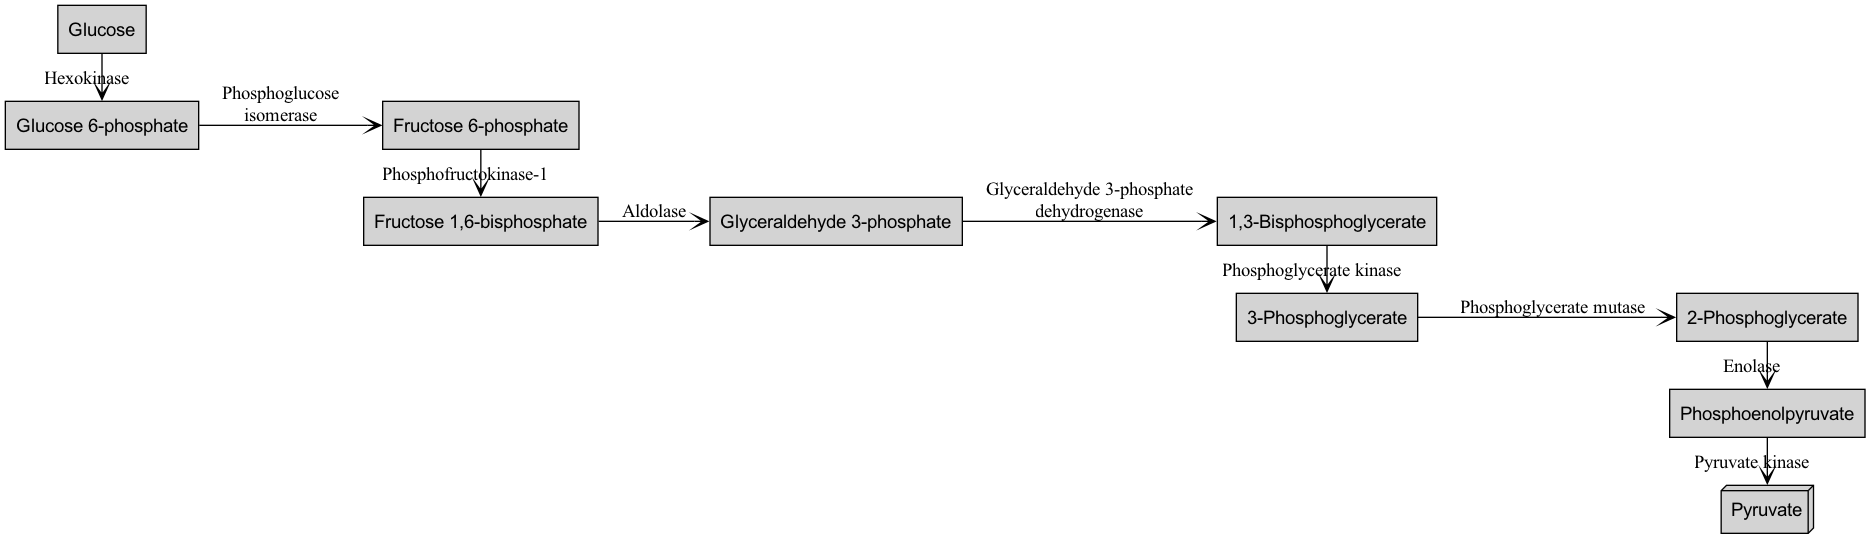 Glucose
Hexokinase
Glucose 6-phosphate
Phosphoglucose
isomerase
Fructose 6-phosphate
Phosphofructokinase-1
Fructose 1,6-bisphosphate
Aldolase
Glyceraldehyde 3-phosphate
Glyceraldehyde 3-phosphate
dehydrogenase
1,3-Bisphosphoglycerate
Phosphoglycerate kinase
3-Phosphoglycerate
Phosphoglycerate mutase
2-Phosphoglycerate
Enolase
Phosphoenolpyruvate
Pyruvate kinase
Pyruvate